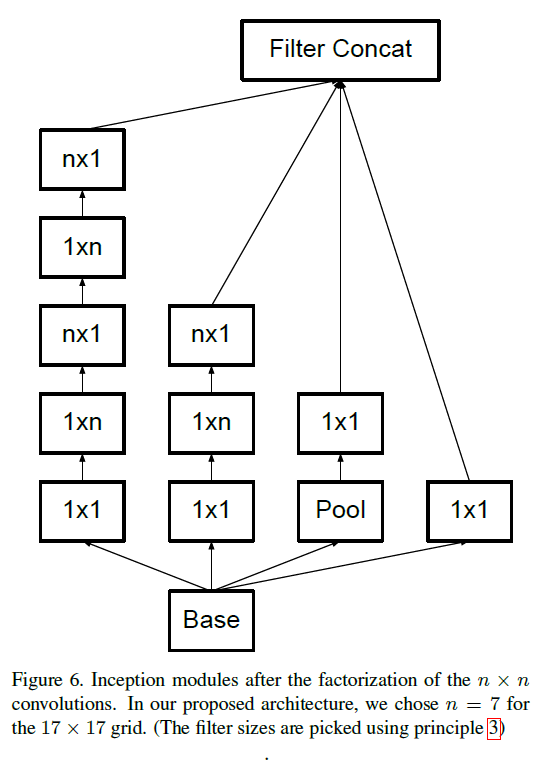 Filter Concat
nx1
1xn
nx1
nx1
1xn
1xn
1x1
1x1
1x1
Pool
1x1
Base
Figure 6. Inception modules after the factorization of the n × n
convolutions. In our proposed architecture, we chose n = 7 for
the 17 × 17 grid. (The filter sizes are picked using principle 3)
.